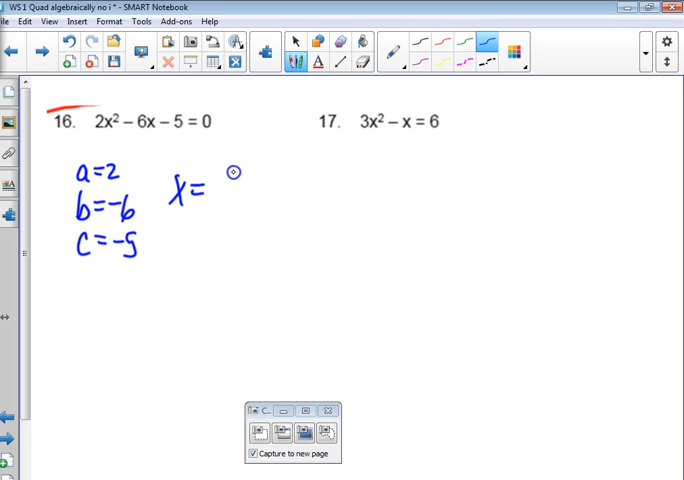 WS 1 Quad algebraically no i * - SMART Notebook
File Edit View Insert Format Tools Add-ons Help
16. 2x² – 6x – 5 = 0
17. 3x² – x = 6
a=2
b=-6
x=
c=-5
C...
Capture to new page